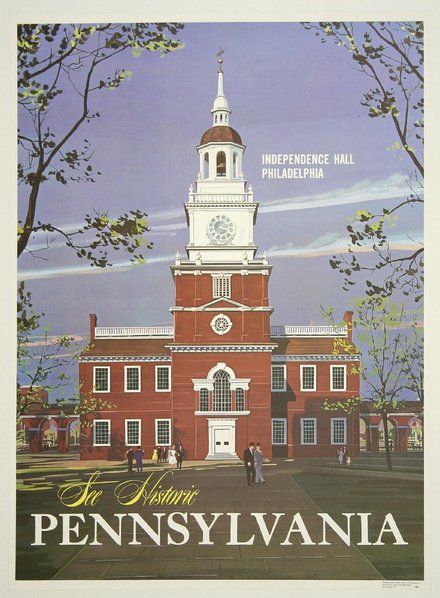 INDEPENDENCE HALL
PHILADELPHIA
See Historic
PENNSYLVANIA